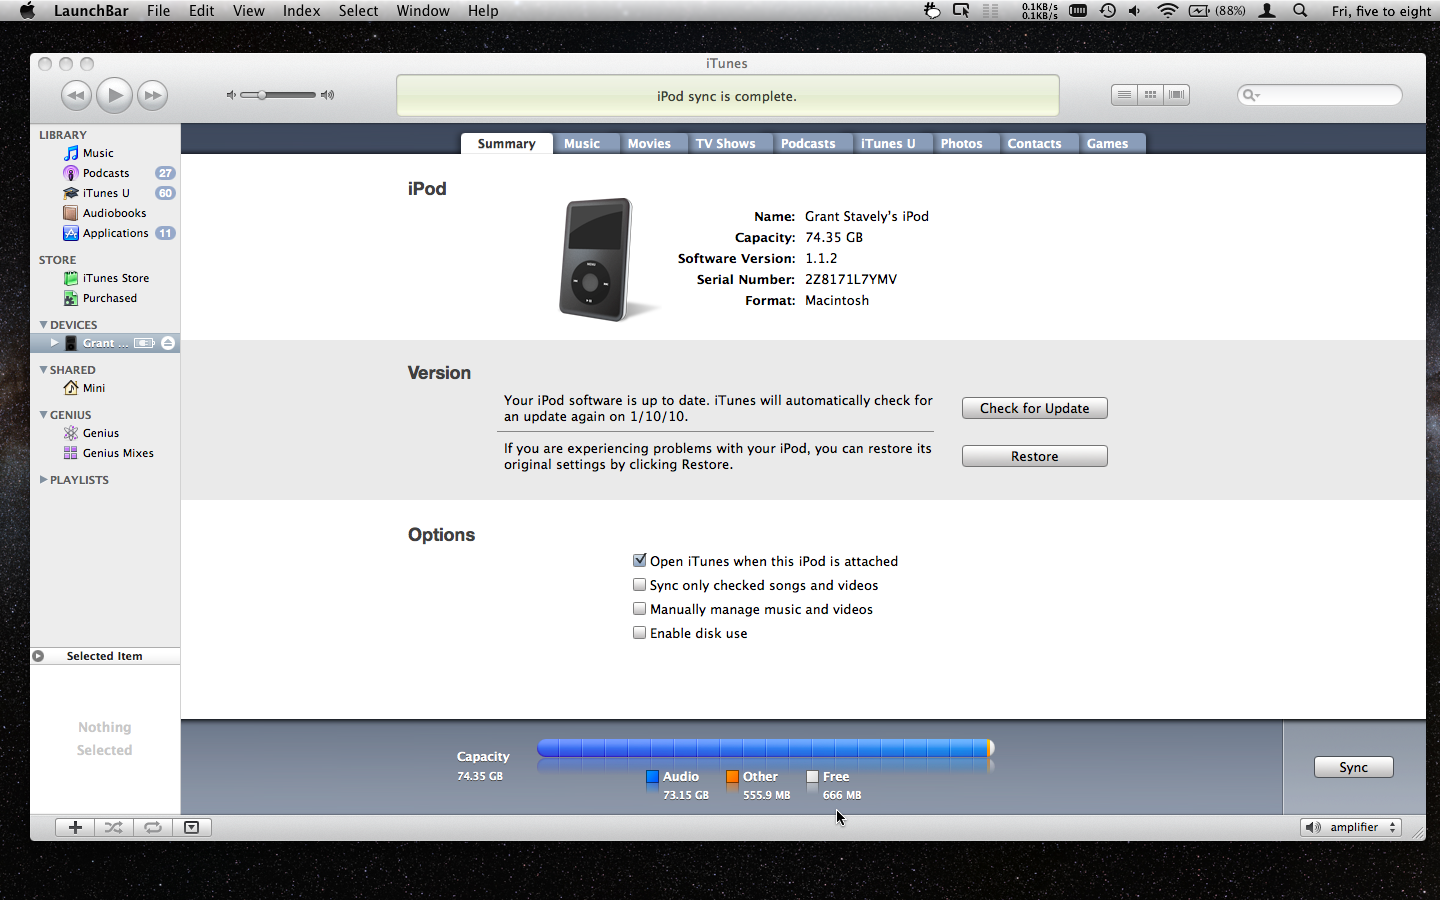 LaunchBar File Edit View Index Select Window Help
0.1KB/s
0.1KB/s
(88%) Fri, five to eight
iTunes
iPod sync is complete.
LIBRARY
Music
Podcasts 27
iTunes U 60
Audiobooks
Applications 11
STORE
iTunes Store
Purchased
DEVICES
Grant ...
SHARED
Mini
GENIUS
Genius
Genius Mixes
PLAYLISTS
Selected Item
Nothing
Selected
Summary Music Movies TV Shows Podcasts iTunes U Photos Contacts Games
iPod
MENU
Name: Grant Stavely's iPod
Capacity: 74.35 GB
Software Version: 1.1.2
Serial Number: 2Z8171L7YMV
Format: Macintosh
Version
Your iPod software is up to date. iTunes will automatically check for
an update again on 1/10/10.
Check for Update
If you are experiencing problems with your iPod, you can restore its
original settings by clicking Restore.
Restore
Options
Open iTunes when this iPod is attached
Sync only checked songs and videos
Manually manage music and videos
Enable disk use
Capacity
74.35 GB
Audio Other Free
73.15 GB 555.9 MB 666 MB
Sync
amplifier